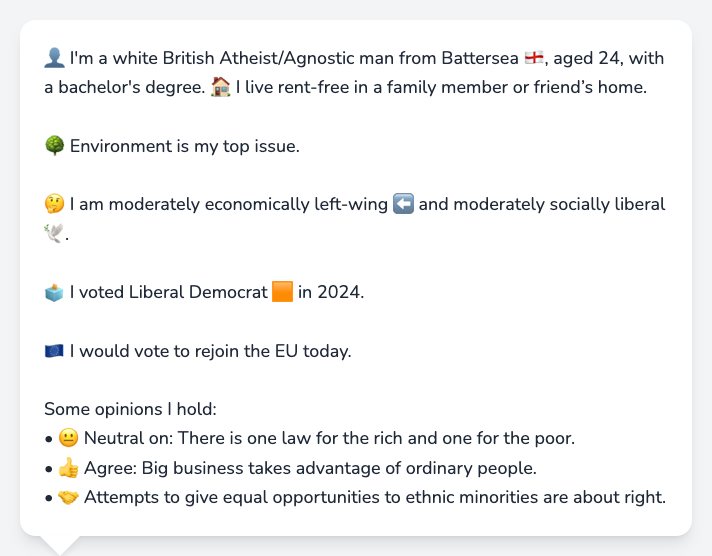 👤 I'm a white British Atheist/Agnostic man from Battersea 🏴󠁧󠁢󠁥󠁮󠁧󠁿, aged 24, with
a bachelor's degree. 🏠 I live rent-free in a family member or friend’s home.
🌳 Environment is my top issue.
🤔 I am moderately economically left-wing ⬅️ and moderately socially liberal
🕊️.
🗳️ I voted Liberal Democrat 🟧 in 2024.
🇪🇺 I would vote to rejoin the EU today.
Some opinions I hold:
• 😐 Neutral on: There is one law for the rich and one for the poor.
• 👍 Agree: Big business takes advantage of ordinary people.
• 🤝 Attempts to give equal opportunities to ethnic minorities are about right.